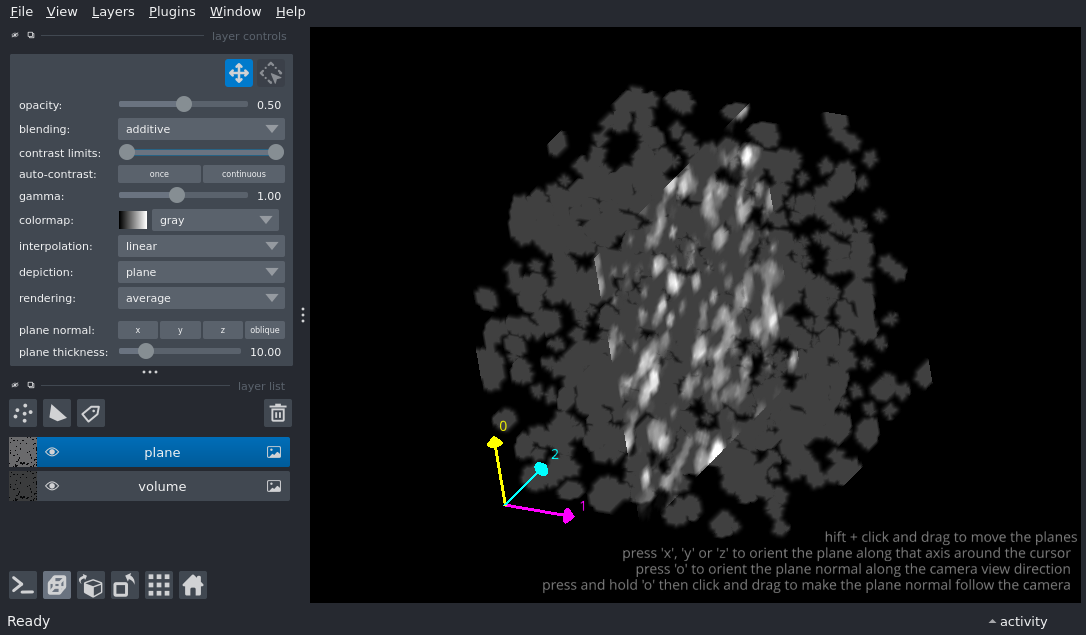 File View Layers Plugins Window Help
layer controls
opacity: 0.50
blending: additive
contrast limits:
auto-contrast: once continuous
gamma: 1.00
colormap: gray
interpolation: linear
depiction: plane
rendering: average
plane normal: x y z oblique
plane thickness: 10.00
layer list
plane
volume
0
2
1
hift + click and drag to move the planes
press 'x', 'y' or 'z' to orient the plane along that axis around the cursor
press 'o' to orient the plane normal along the camera view direction
press and hold 'o' then click and drag to make the plane normal follow the camera
Ready
activity